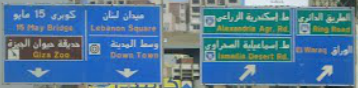 كوبري 15 مايو
15 May Bridge
حديقة حيوان الجيزة
Giza Zoo
ميدان لبنان
Lebanon Square
وسط المدينة
Down Town
ط إسكندرية الزراعي
Alexandria Agr. Rd.
ط إسماعيلية الصحراوي
Ismailia Desert Rd.
الطريق الدائري
Ring Road
الوراق
El Waraq